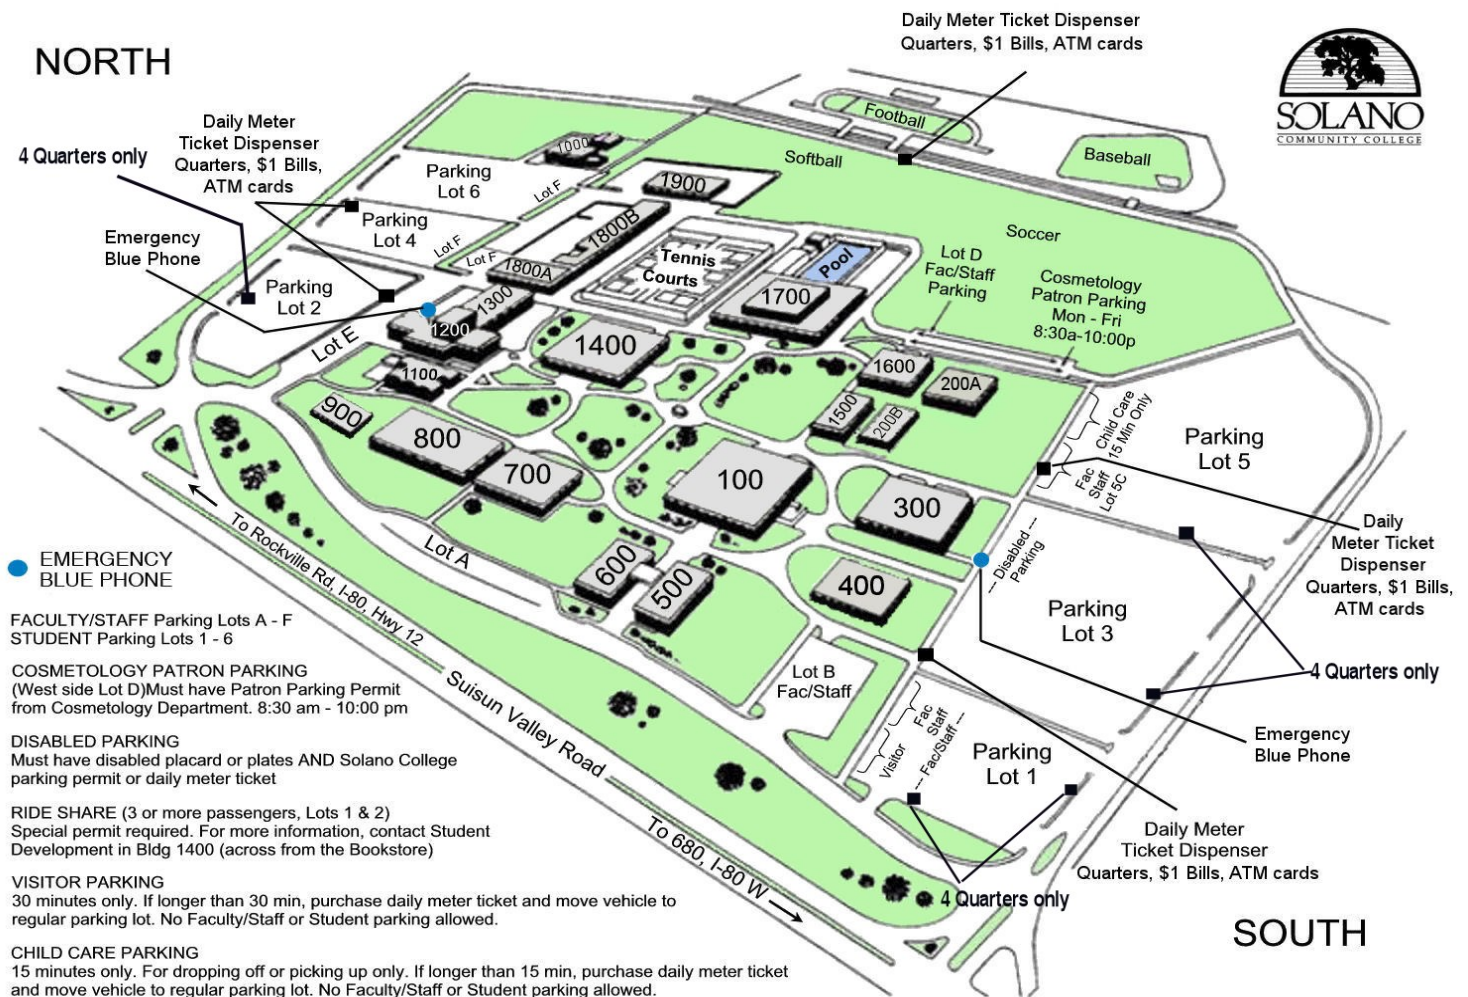 NORTH
Daily Meter Ticket Dispenser
Quarters, $1 Bills, ATM cards
SOLANO
COMMUNITY COLLEGE
Daily Meter
Ticket Dispenser
Quarters, $1 Bills,
ATM cards
4 Quarters only
Emergency
Blue Phone
Football
Baseball
Softball
Soccer
1000
Parking
Lot 6
Lot F
1900
Parking
Lot 4
Lot F
Lot F
1800B
1800A
Tennis
Courts
Pool
Lot D
Fac/Staff
Parking
Cosmetology
Patron Parking
Mon - Fri
8:30a-10:00p
Parking
Lot 2
Lot E
1300
1200
1100
1400
1700
1600
200A
1500
200B
900
800
700
100
300
600
500
400
Child Care
15 Min Only
Fac
Staff
Lot 5C
Parking
Lot 5
Daily
Meter Ticket
Dispenser
Quarters, $1 Bills,
ATM cards
--- Disabled ---
Parking
Parking
Lot 3
4 Quarters only
Emergency
Blue Phone
Lot A
Lot B
Fac/Staff
Fac
Staff
Visitor
--- Fac/Staff ---
Parking
Lot 1
Daily Meter
Ticket Dispenser
Quarters, $1 Bills, ATM cards
4 Quarters only
SOUTH
To Rockville Rd, I-80, Hwy 12
Suisun Valley Road
To 680, I-80 W
EMERGENCY
BLUE PHONE
FACULTY/STAFF Parking Lots A - F
STUDENT Parking Lots 1 - 6
COSMETOLOGY PATRON PARKING
(West side Lot D)Must have Patron Parking Permit
from Cosmetology Department. 8:30 am - 10:00 pm
DISABLED PARKING
Must have disabled placard or plates AND Solano College
parking permit or daily meter ticket
RIDE SHARE (3 or more passengers, Lots 1 & 2)
Special permit required. For more information, contact Student
Development in Bldg 1400 (across from the Bookstore)
VISITOR PARKING
30 minutes only. If longer than 30 min, purchase daily meter ticket and move vehicle to
regular parking lot. No Faculty/Staff or Student parking allowed.
CHILD CARE PARKING
15 minutes only. For dropping off or picking up only. If longer than 15 min, purchase daily meter ticket
and move vehicle to regular parking lot. No Faculty/Staff or Student parking allowed.